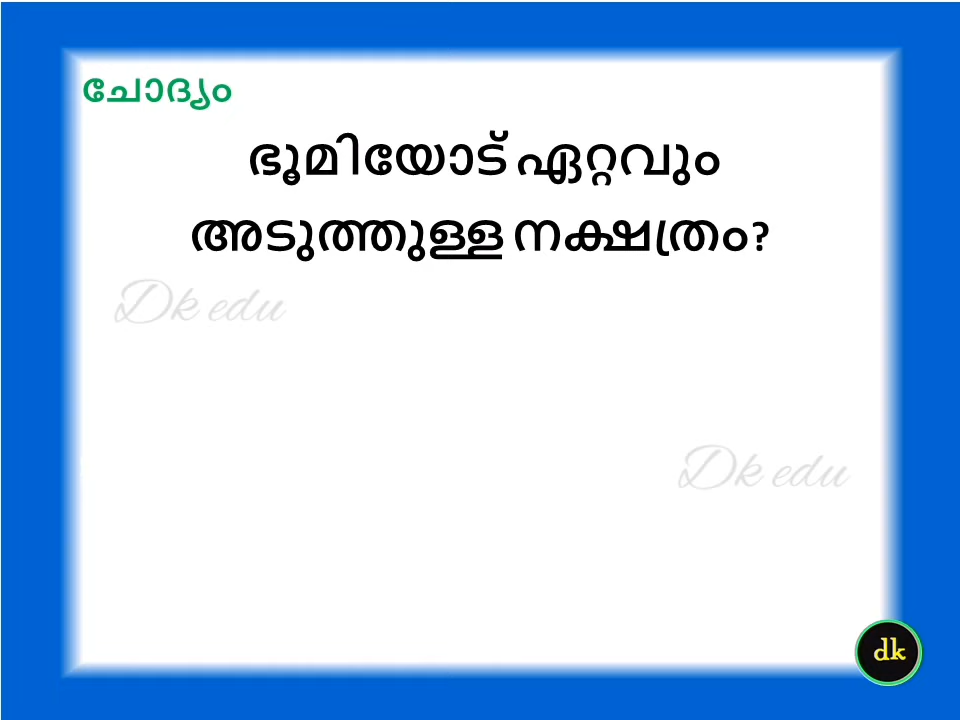 ചോദ്യം
ഭൂമിയോട് ഏറ്റവും
അടുത്തുള്ള നക്ഷത്രം?
Dk edu
Dk edu
dk